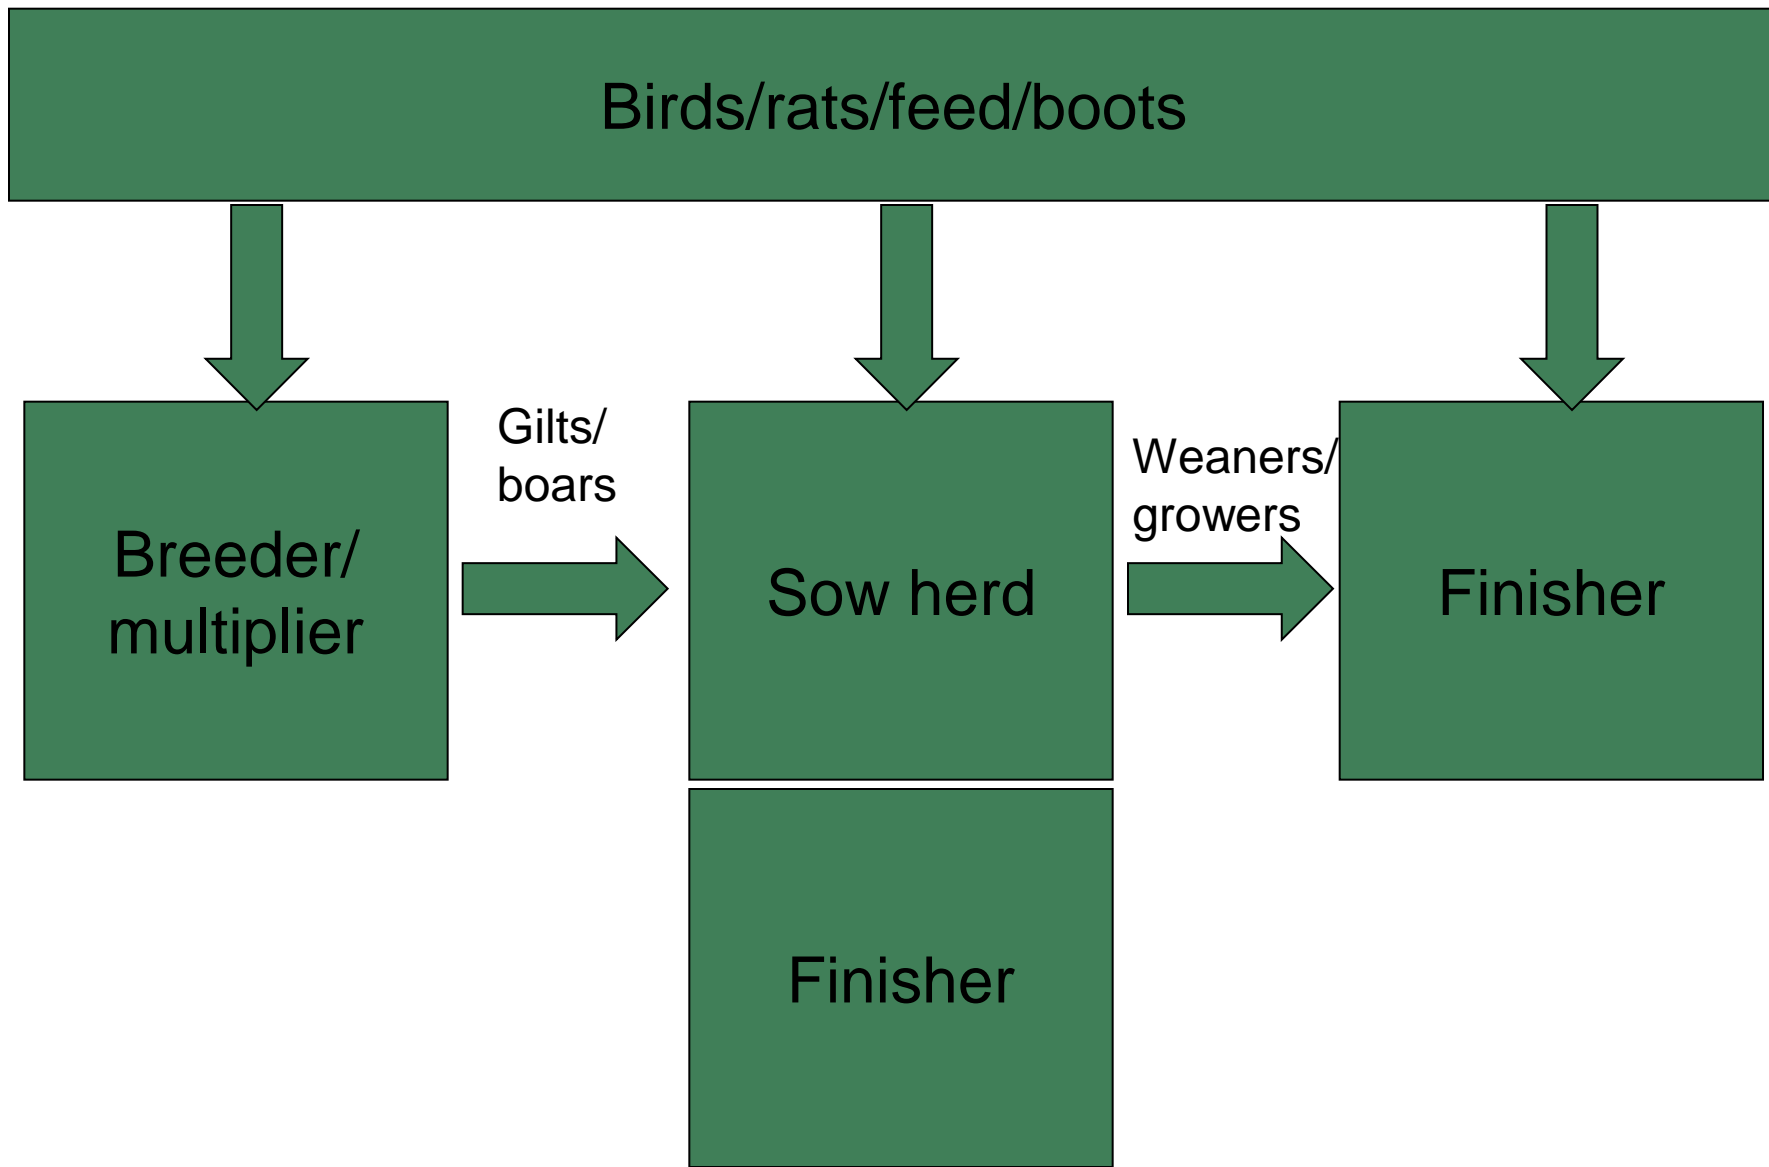 Birds/rats/feed/boots
Gilts/
boars
Weaners/
growers
Breeder/
multiplier
Sow herd
Finisher
Finisher